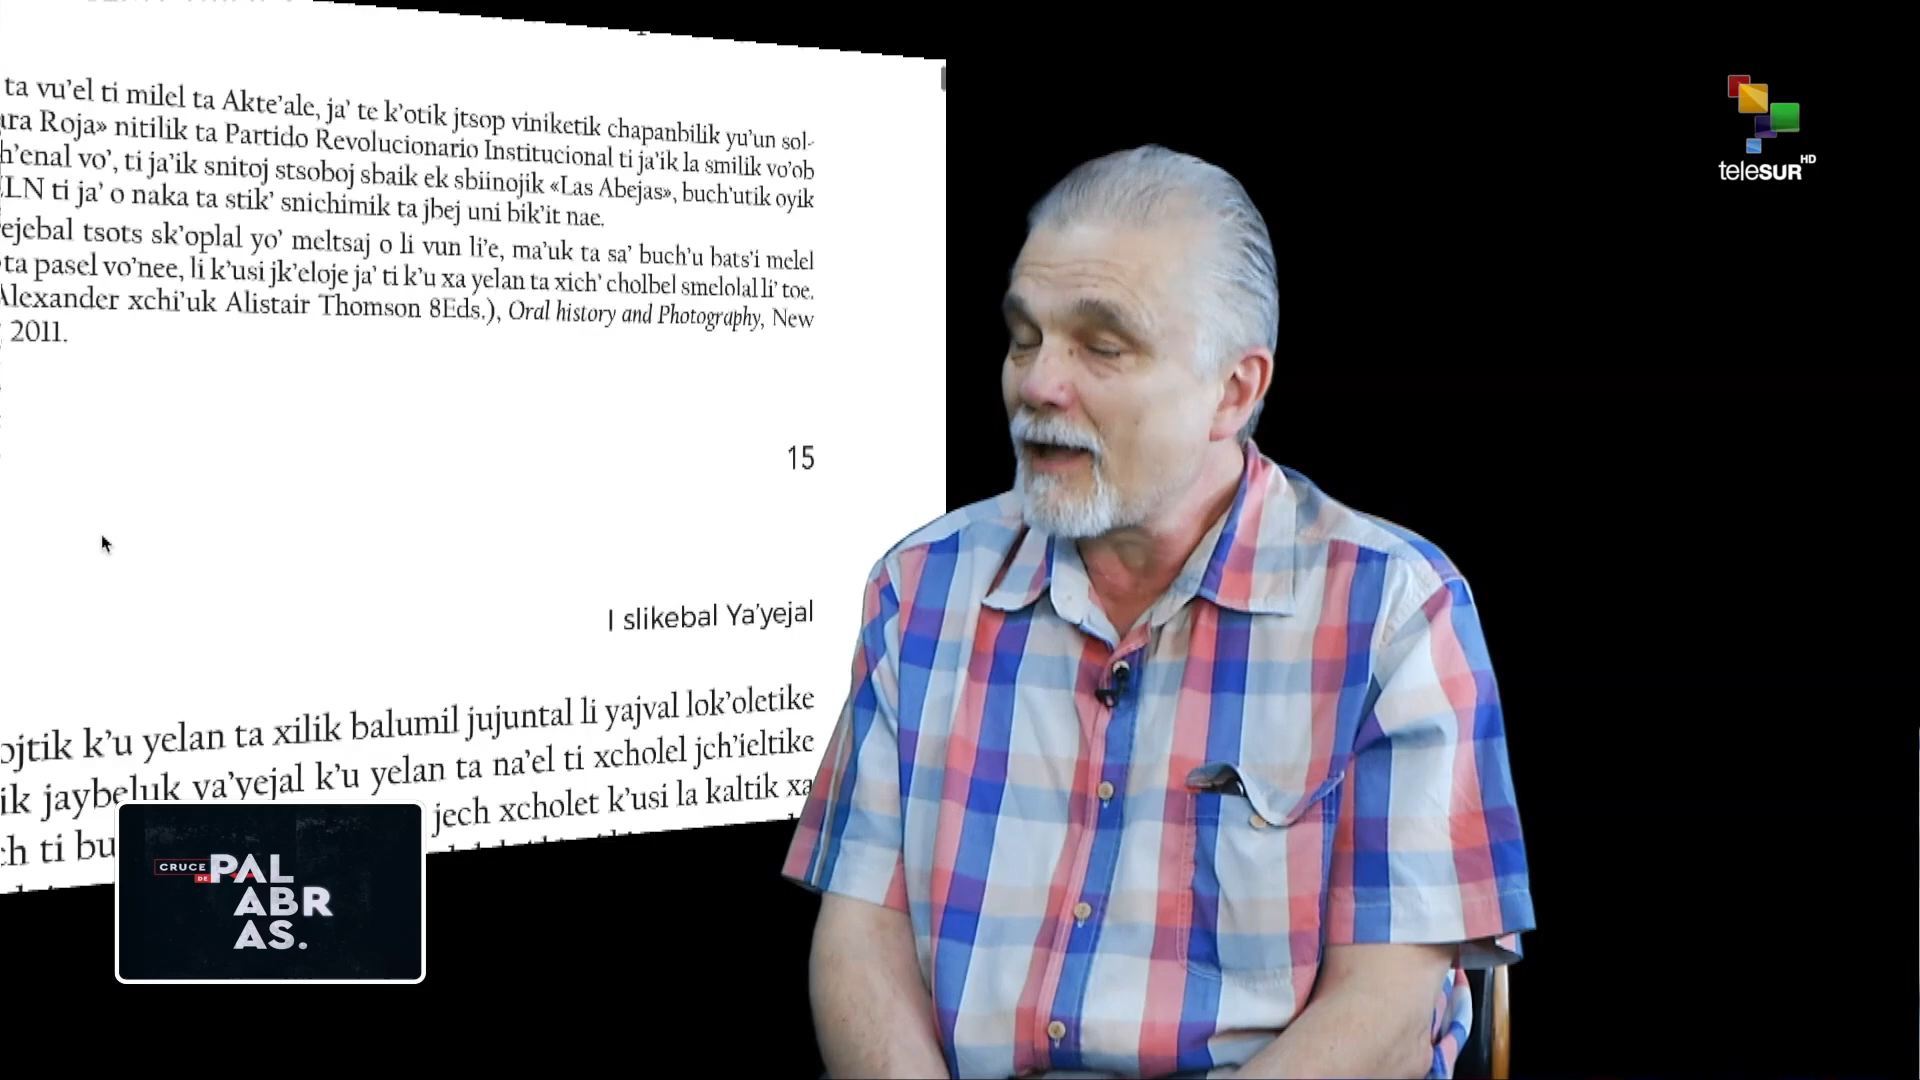 ta vu’el ti milel ta Akte’ale, ja’ te k’otik jtsop viniketik chapanbilik yu’un sol-
ara Roja» nitilik ta Partido Revolucionario Institucional ti ja’ik la smilik vo’ob
h’enal vo’, ti ja’ik snitoj stsoboj sbaik ek sbiinojik «Las Abejas», buch’utik oyik
LN ti ja’ o naka ta stik’ snichimik ta jbej uni bik’it nae.
ejebal tsots sk’oplal yo’ meltsaj o li vun li’e, ma’uk ta sa’ buch’u bats’i melel
ta pasel vo’nee, li k’usi jk’eloje ja’ ti k’u xa yelan ta xich’ cholbel smelolal li’ toe.
Alexander xchi’uk Alistair Thomson 8Eds.), Oral history and Photography, New
2011.
15
I slikebal Ya’yejal
ojtik k’u yelan ta xilik balumil jujuntal li yajval lok’oletike
ik jaybeluk ya’yejal k’u yelan ta na’el ti xcholel jch’ieltike
jech xcholet k’usi la kaltik xa
ch ti bu
CRUCE DE PALABRAS.
teleSUR HD